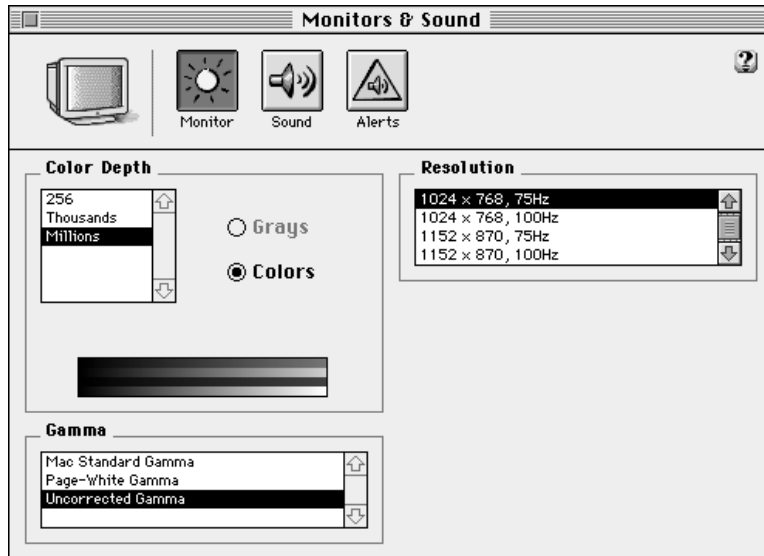 Monitors & Sound
Monitor
Sound
Alerts
?
Color Depth
256
Thousands
Millions
Grays
Colors
Resolution
1024 × 768, 75Hz
1024 × 768, 100Hz
1152 × 870, 75Hz
1152 × 870, 100Hz
Gamma
Mac Standard Gamma
Page-White Gamma
Uncorrected Gamma